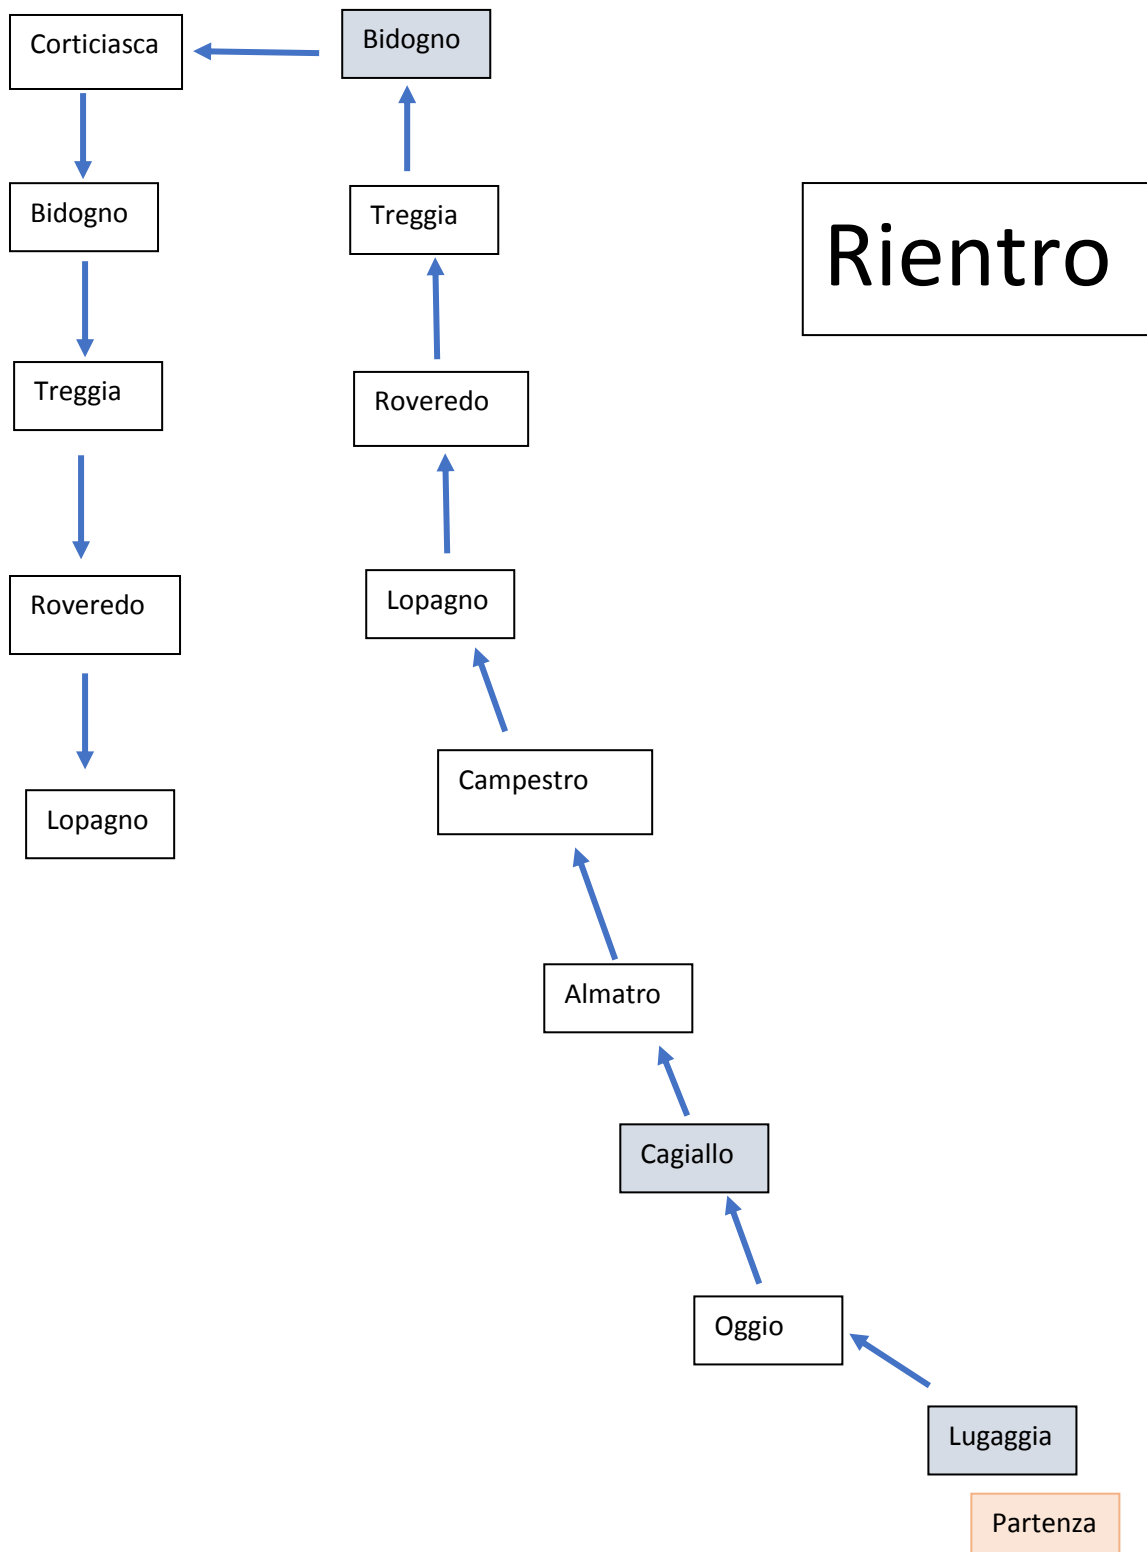 Corticiasca
Bidogno
Bidogno
Treggia
Rientro
Treggia
Roveredo
Roveredo
Lopagno
Campestro
Lopagno
Almatro
Cagiallo
Oggio
Lugaggia
Partenza